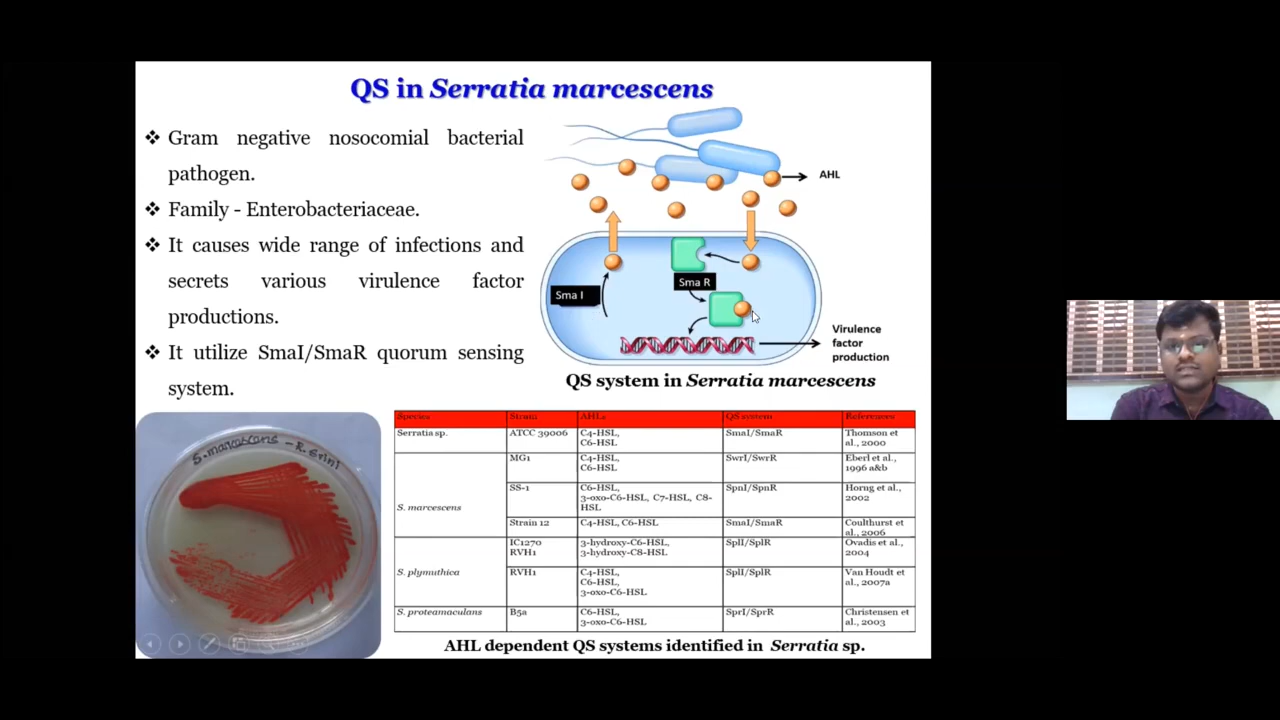 QS in Serratia marcescens
❖ Gram negative nosocomial bacterial
pathogen.
❖ Family - Enterobacteriaceae.
❖ It causes wide range of infections and
secrets various virulence factor
productions.
❖ It utilize SmaI/SmaR quorum sensing
system.
AHL
Sma R
Sma I
Virulence
factor
production
QS system in Serratia marcescens
S. marcescens - R. Srini
Species Strain AHLs QS system References
Serratia sp. ATCC 39006 C4-HSL, SmaI/SmaR Thomson et
C6-HSL al., 2000
S. marcescens
MG1 C4-HSL, SwrI/SwrR Eberl et al.,
C6-HSL 1996 a&b
SS-1 C6-HSL, SpnI/SpnR Horng et al.,
3-oxo-C6-HSL, C7-HSL, C8- 2002
HSL
Strain 12 C4-HSL, C6-HSL SmaI/SmaR Coulthurst et
al., 2006
S. plymuthica
IC1270 3-hydroxy-C6-HSL, SplI/SplR Ovadis et al.,
RVH1 3-hydroxy-C8-HSL 2004
RVH1 C4-HSL, SplI/SplR Van Houdt et
C6-HSL, al., 2007a
3-oxo-C6-HSL
S. proteamaculans B5a C6-HSL, SprI/SprR Christensen et
3-oxo-C6-HSL al., 2003
AHL dependent QS systems identified in Serratia sp.